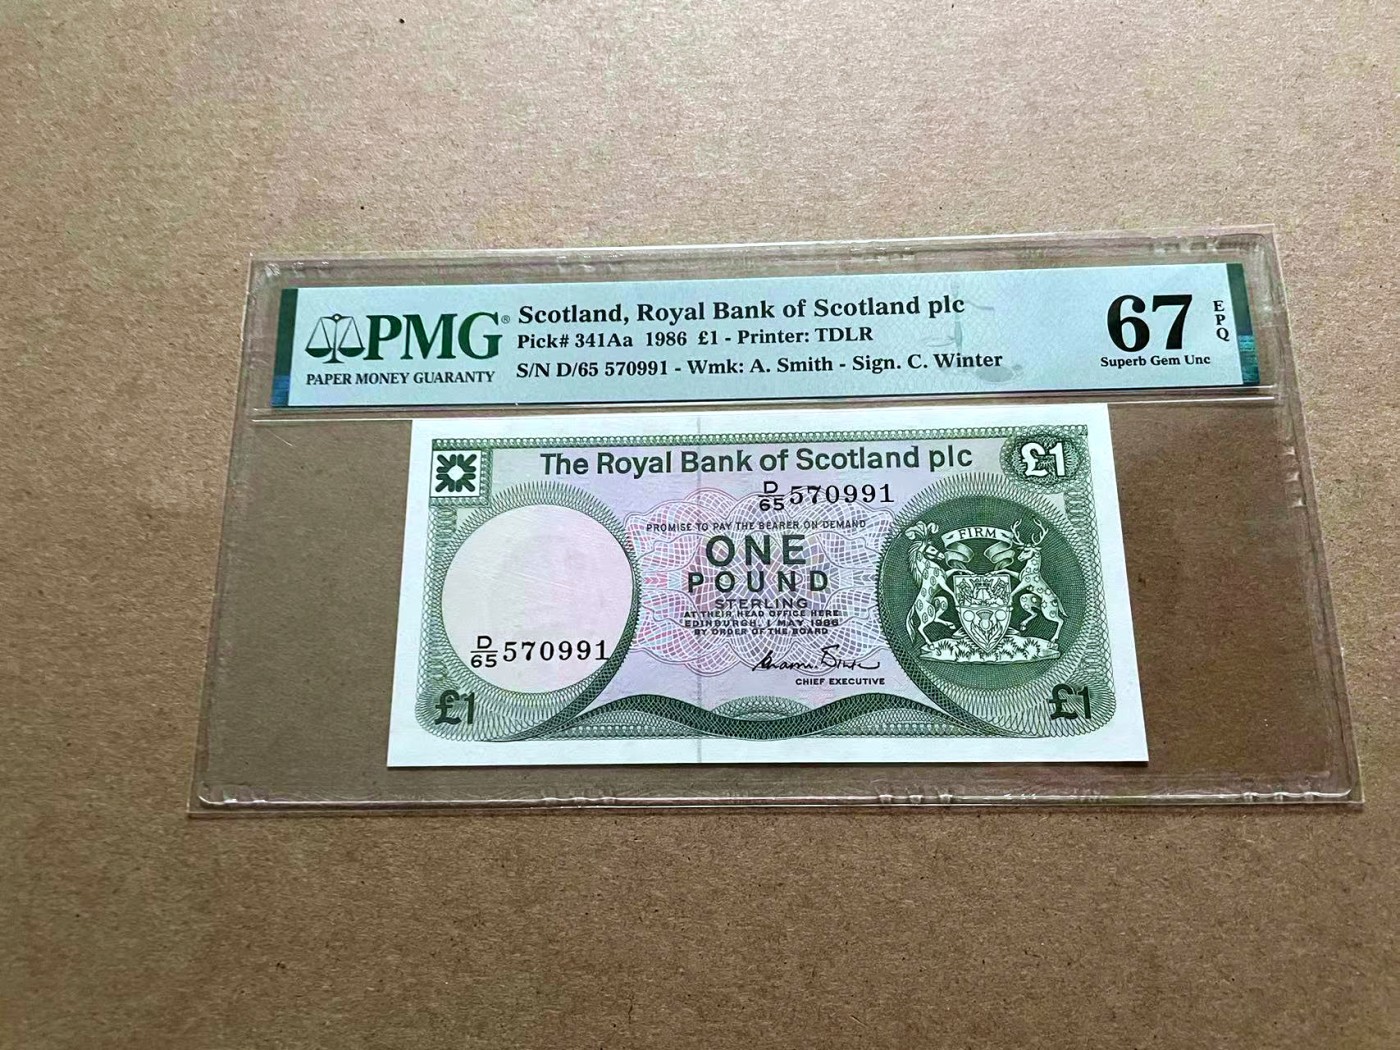 PMG®
PAPER MONEY GUARANTY
Scotland, Royal Bank of Scotland plc
Pick# 341Aa 1986 £1 - Printer: TDLR
S/N D/65 570991 - Wmk: A. Smith - Sign. C. Winter
67
EPQ
Superb Gem Unc
The Royal Bank of Scotland plc
£1
D/65 570991
PROMISE TO PAY THE BEARER ON DEMAND
ONE
POUND
STERLING
AT THEIR HEAD OFFICE HERE
EDINBURGH, 1 MAY 1986
BY ORDER OF THE BOARD
CHIEF EXECUTIVE
FIRM
D/65 570991
£1
£1